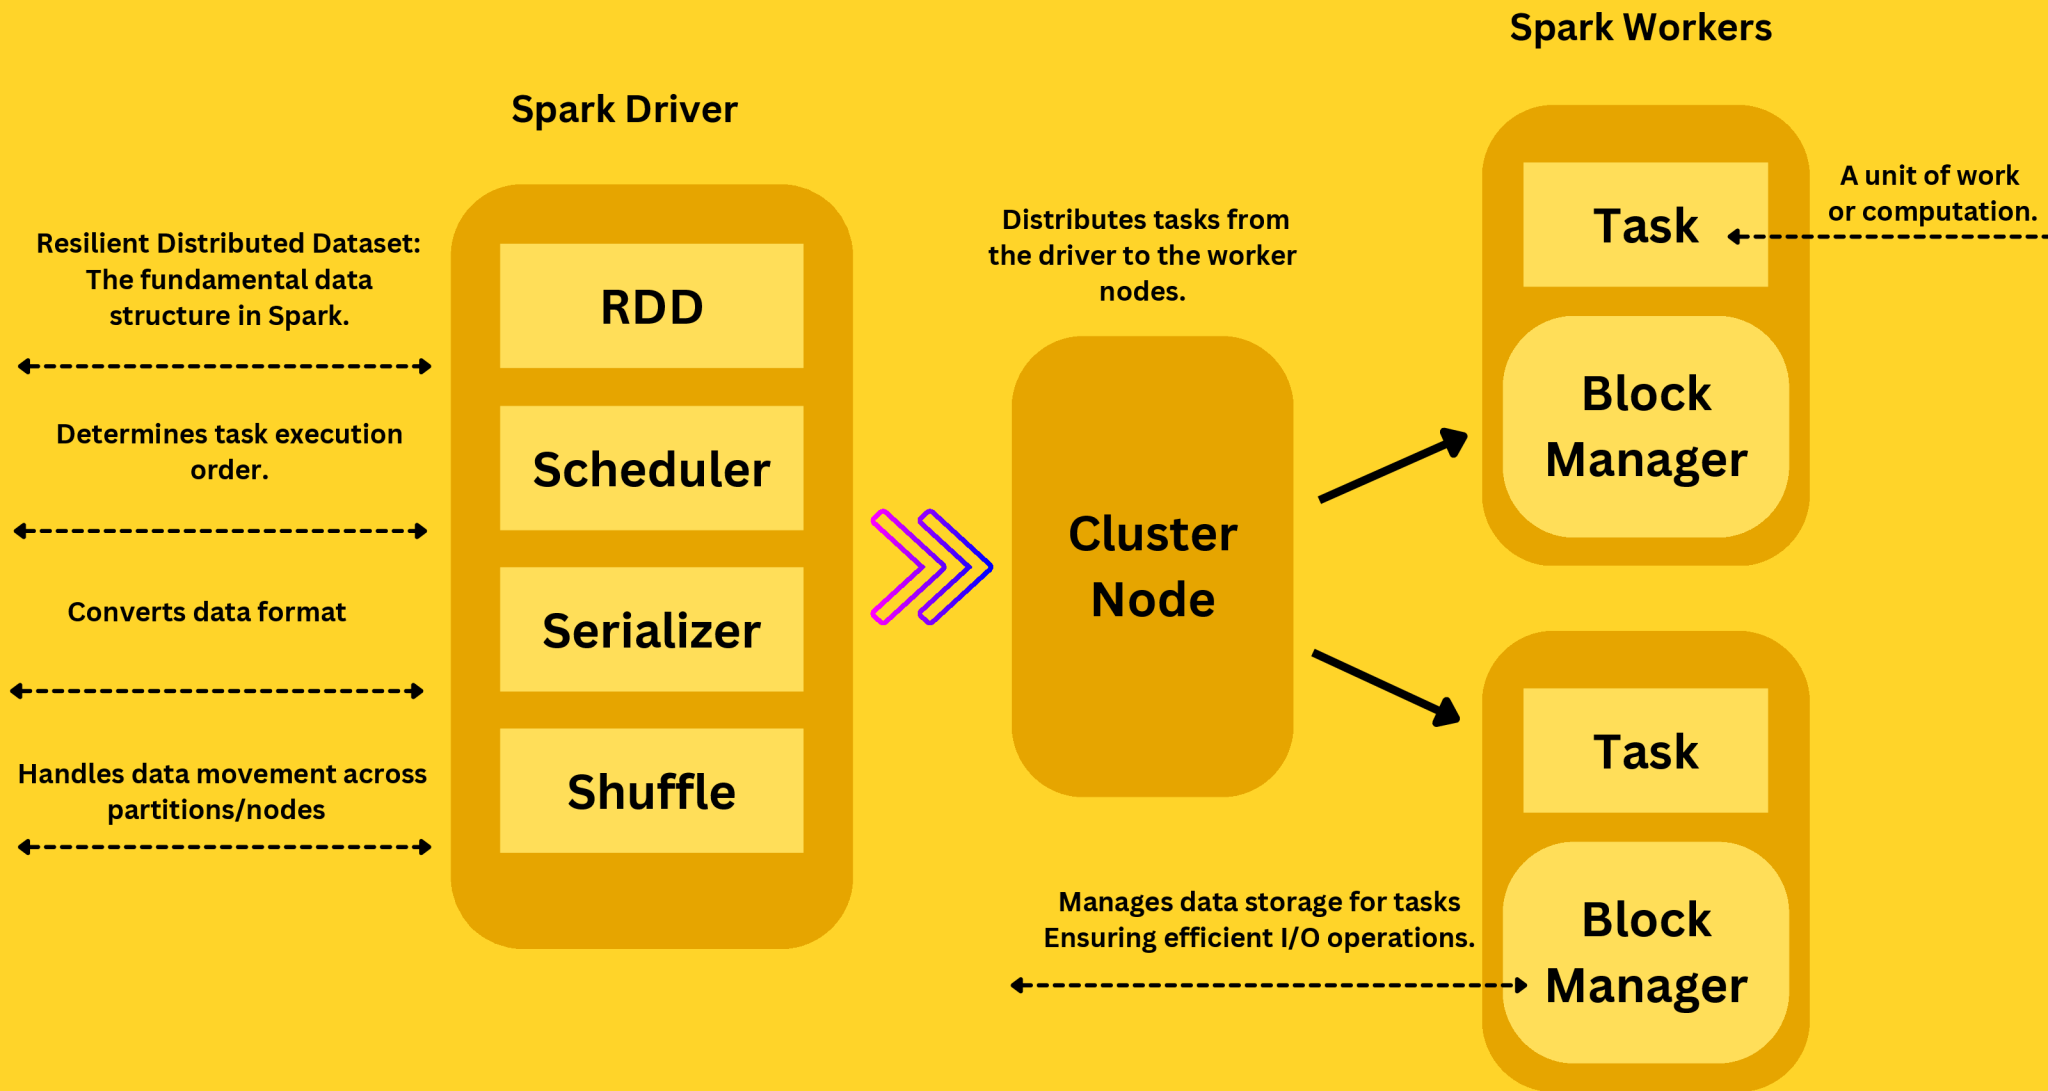 Spark Workers
Spark Driver
Resilient Distributed Dataset:
The fundamental data
structure in Spark.
RDD
Determines task execution
order.
Scheduler
Converts data format
Serializer
Handles data movement across
partitions/nodes
Shuffle
Distributes tasks from
the driver to the worker
nodes.
Cluster
Node
Task
A unit of work
or computation.
Block
Manager
Task
Block
Manager
Manages data storage for tasks
Ensuring efficient I/O operations.